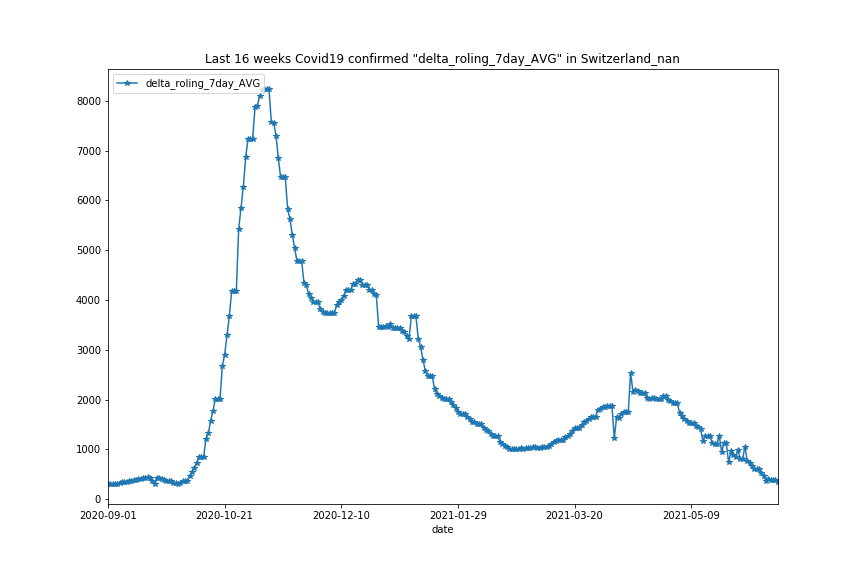 Last 16 weeks Covid19 confirmed "delta_roling_7day_AVG" in Switzerland_nan
delta_roling_7day_AVG
8000
7000
6000
5000
4000
3000
2000
1000
0
2020-09-01 2020-10-21 2020-12-10 2021-01-29 2021-03-20 2021-05-09
date